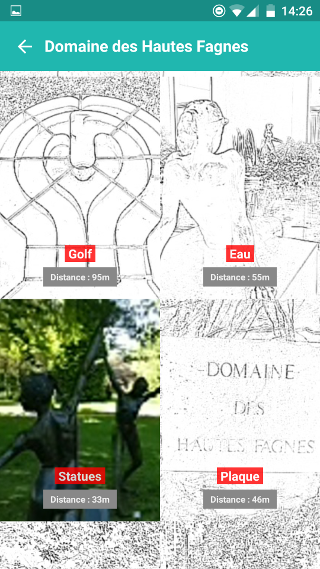 14:26
Domaine des Hautes Fagnes
Golf
Distance : 95m
Eau
Distance : 55m
Statues
Distance : 33m
DOMAINE
DES
HAUTES FAGNES
Plaque
Distance : 46m